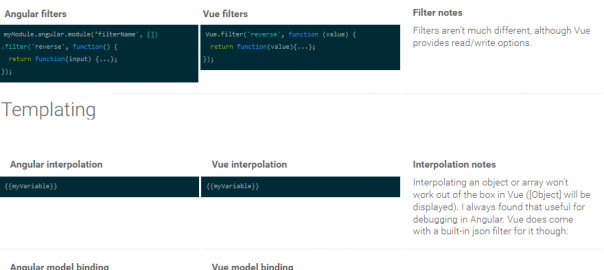 Angular filters
Vue filters
Filter notes
myModule.angular.module('filterName', [])
.filter('reverse', function() {
return function(input) {...};
});
Vue.filter('reverse', function (value) {
return function(value){...};
});
Filters aren't much different, although Vue
provides read/write options.
Templating
Angular interpolation
Vue interpolation
Interpolation notes
{{myVariable}}
{{myVariable}}
Interpolating an object or array won't
work out of the box in Vue ([Object] will be
displayed). I always found that useful for
debugging in Angular. Vue does come
with a built-in json filter for it though:
Angular model binding
Vue model binding